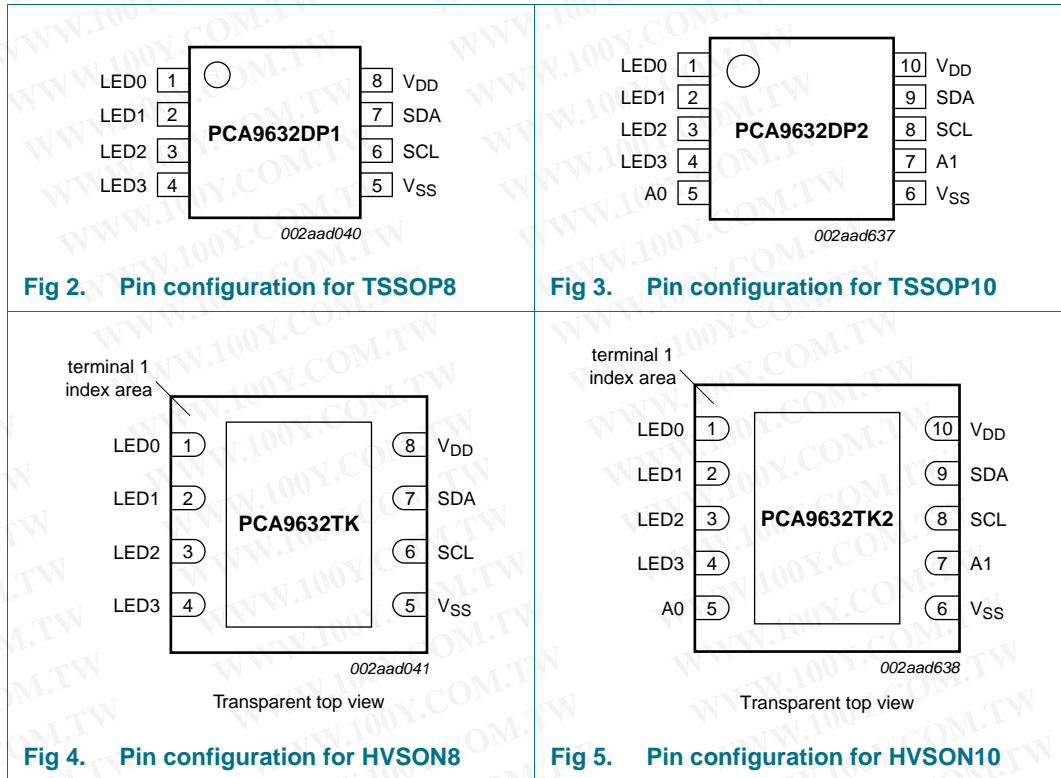 LED0 1 8 VDD
LED1 2 7 SDA
PCA9632DP1
LED2 3 6 SCL
LED3 4 5 VSS
002aad040
Fig 2. Pin configuration for TSSOP8
LED0 1 10 VDD
LED1 2 9 SDA
LED2 3 PCA9632DP2 8 SCL
LED3 4 7 A1
A0 5 6 VSS
002aad637
Fig 3. Pin configuration for TSSOP10
terminal 1
index area
LED0 1 8 VDD
LED1 2 7 SDA
PCA9632TK
LED2 3 6 SCL
LED3 4 5 VSS
002aad041
Transparent top view
Fig 4. Pin configuration for HVSON8
terminal 1
index area
LED0 1 10 VDD
LED1 2 9 SDA
LED2 3 PCA9632TK2 8 SCL
LED3 4 7 A1
A0 5 6 VSS
002aad638
Transparent top view
Fig 5. Pin configuration for HVSON10
WWW.100Y.COM.TW